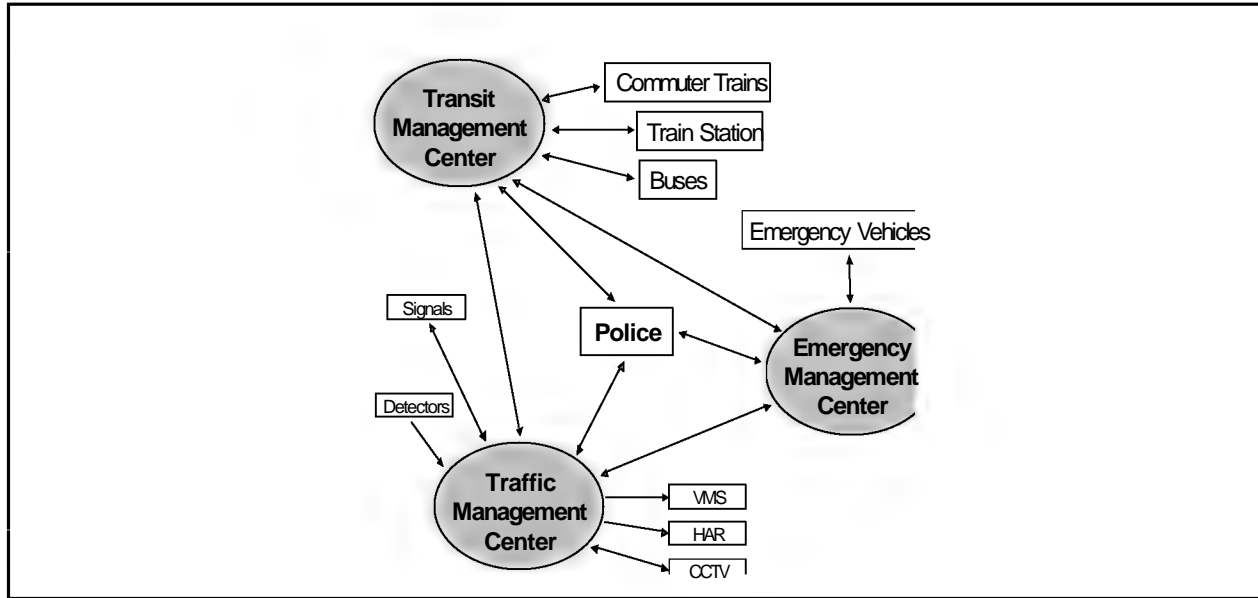 Transit
Management
Center
Commuter Trains
Train Station
Buses
Emergency Vehicles
Signals
Police
Emergency
Management
Center
Detectors
Traffic
Management
Center
VMS
HAR
CCTV